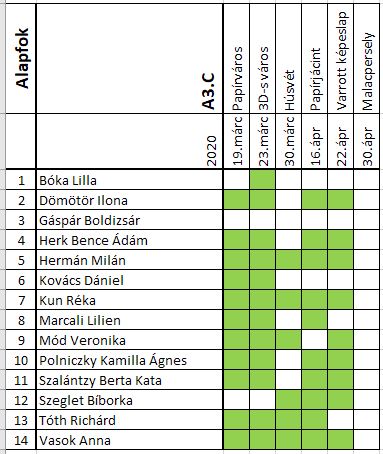 Alapfok
A3.C
Papírváros
3D-s város
Húsvét
Papírjácint
Varrott képeslap
Malacpersely
2020
19.márc
23.márc
30.márc
16.ápr
22.ápr
30.ápr
1 Bóka Lilla
2 Dömötör Ilona
3 Gáspár Boldizsár
4 Herk Bence Ádám
5 Hermán Milán
6 Kovács Dániel
7 Kun Réka
8 Marcali Lilien
9 Mód Veronika
10 Polniczky Kamilla Ágnes
11 Szalántzy Berta Kata
12 Szeglet Bíborka
13 Tóth Richárd
14 Vasok Anna